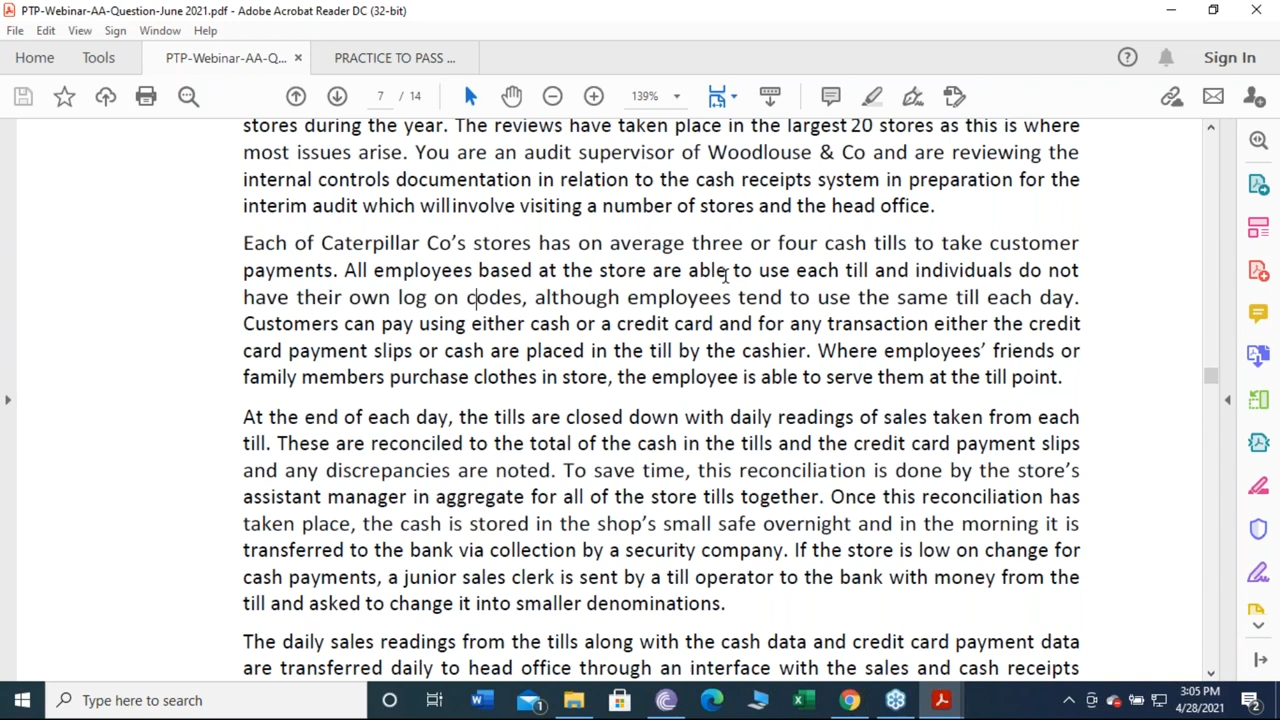 PTP-Webinar-AA-Question-June 2021.pdf - Adobe Acrobat Reader DC (32-bit)
File Edit View Sign Window Help
Home Tools PTP-Webinar-AA-Q... × PRACTICE TO PASS ... Sign In
7 / 14 139%
stores during the year. The reviews have taken place in the largest 20 stores as this is where
most issues arise. You are an audit supervisor of Woodlouse & Co and are reviewing the
internal controls documentation in relation to the cash receipts system in preparation for the
interim audit which will involve visiting a number of stores and the head office.
Each of Caterpillar Co's stores has on average three or four cash tills to take customer
payments. All employees based at the store are able to use each till and individuals do not
have their own log on codes, although employees tend to use the same till each day.
Customers can pay using either cash or a credit card and for any transaction either the credit
card payment slips or cash are placed in the till by the cashier. Where employees' friends or
family members purchase clothes in store, the employee is able to serve them at the till point.
At the end of each day, the tills are closed down with daily readings of sales taken from each
till. These are reconciled to the total of the cash in the tills and the credit card payment slips
and any discrepancies are noted. To save time, this reconciliation is done by the store's
assistant manager in aggregate for all of the store tills together. Once this reconciliation has
taken place, the cash is stored in the shop's small safe overnight and in the morning it is
transferred to the bank via collection by a security company. If the store is low on change for
cash payments, a junior sales clerk is sent by a till operator to the bank with money from the
till and asked to change it into smaller denominations.
The daily sales readings from the tills along with the cash data and credit card payment data
are transferred daily to head office through an interface with the sales and cash receipts
Type here to search
3:05 PM
4/28/2021